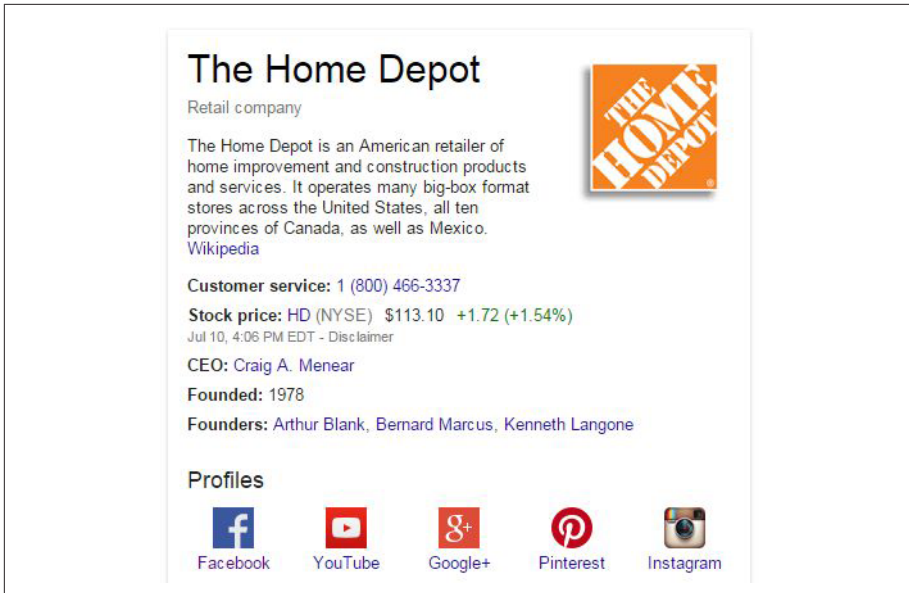 The Home Depot
Retail company
THE
HOME
DEPOT
®
The Home Depot is an American retailer of
home improvement and construction products
and services. It operates many big-box format
stores across the United States, all ten
provinces of Canada, as well as Mexico.
Wikipedia
Customer service: 1 (800) 466-3337
Stock price: HD (NYSE) $113.10 +1.72 (+1.54%)
Jul 10, 4:06 PM EDT - Disclaimer
CEO: Craig A. Menear
Founded: 1978
Founders: Arthur Blank, Bernard Marcus, Kenneth Langone
Profiles
f g+ p
Facebook YouTube Google+ Pinterest Instagram